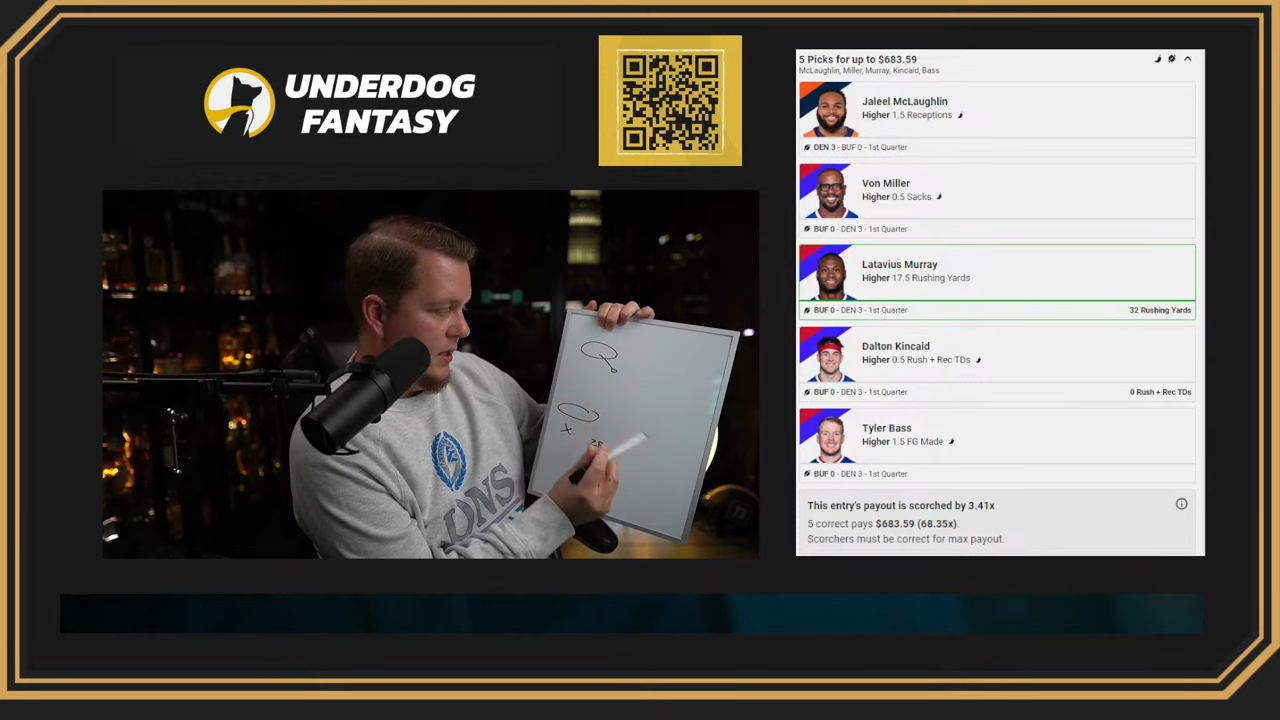 UNDERDOG
FANTASY
5 Picks for up to $683.59
McLaughlin, Miller, Murray, Kincaid, Bass
Jaleel McLaughlin
Higher 1.5 Receptions
DEN 3 - BUF 0 - 1st Quarter
Von Miller
Higher 0.5 Sacks
BUF 0 - DEN 3 - 1st Quarter
Latavius Murray
Higher 17.5 Rushing Yards
BUF 0 - DEN 3 - 1st Quarter
32 Rushing Yards
Dalton Kincaid
Higher 0.5 Rush + Rec TDs
BUF 0 - DEN 3 - 1st Quarter
0 Rush + Rec TDs
Tyler Bass
Higher 1.5 FG Made
BUF 0 - DEN 3 - 1st Quarter
This entry's payout is scorched by 3.41x
5 correct pays $683.59 (68.35x).
Scorchers must be correct for max payout.